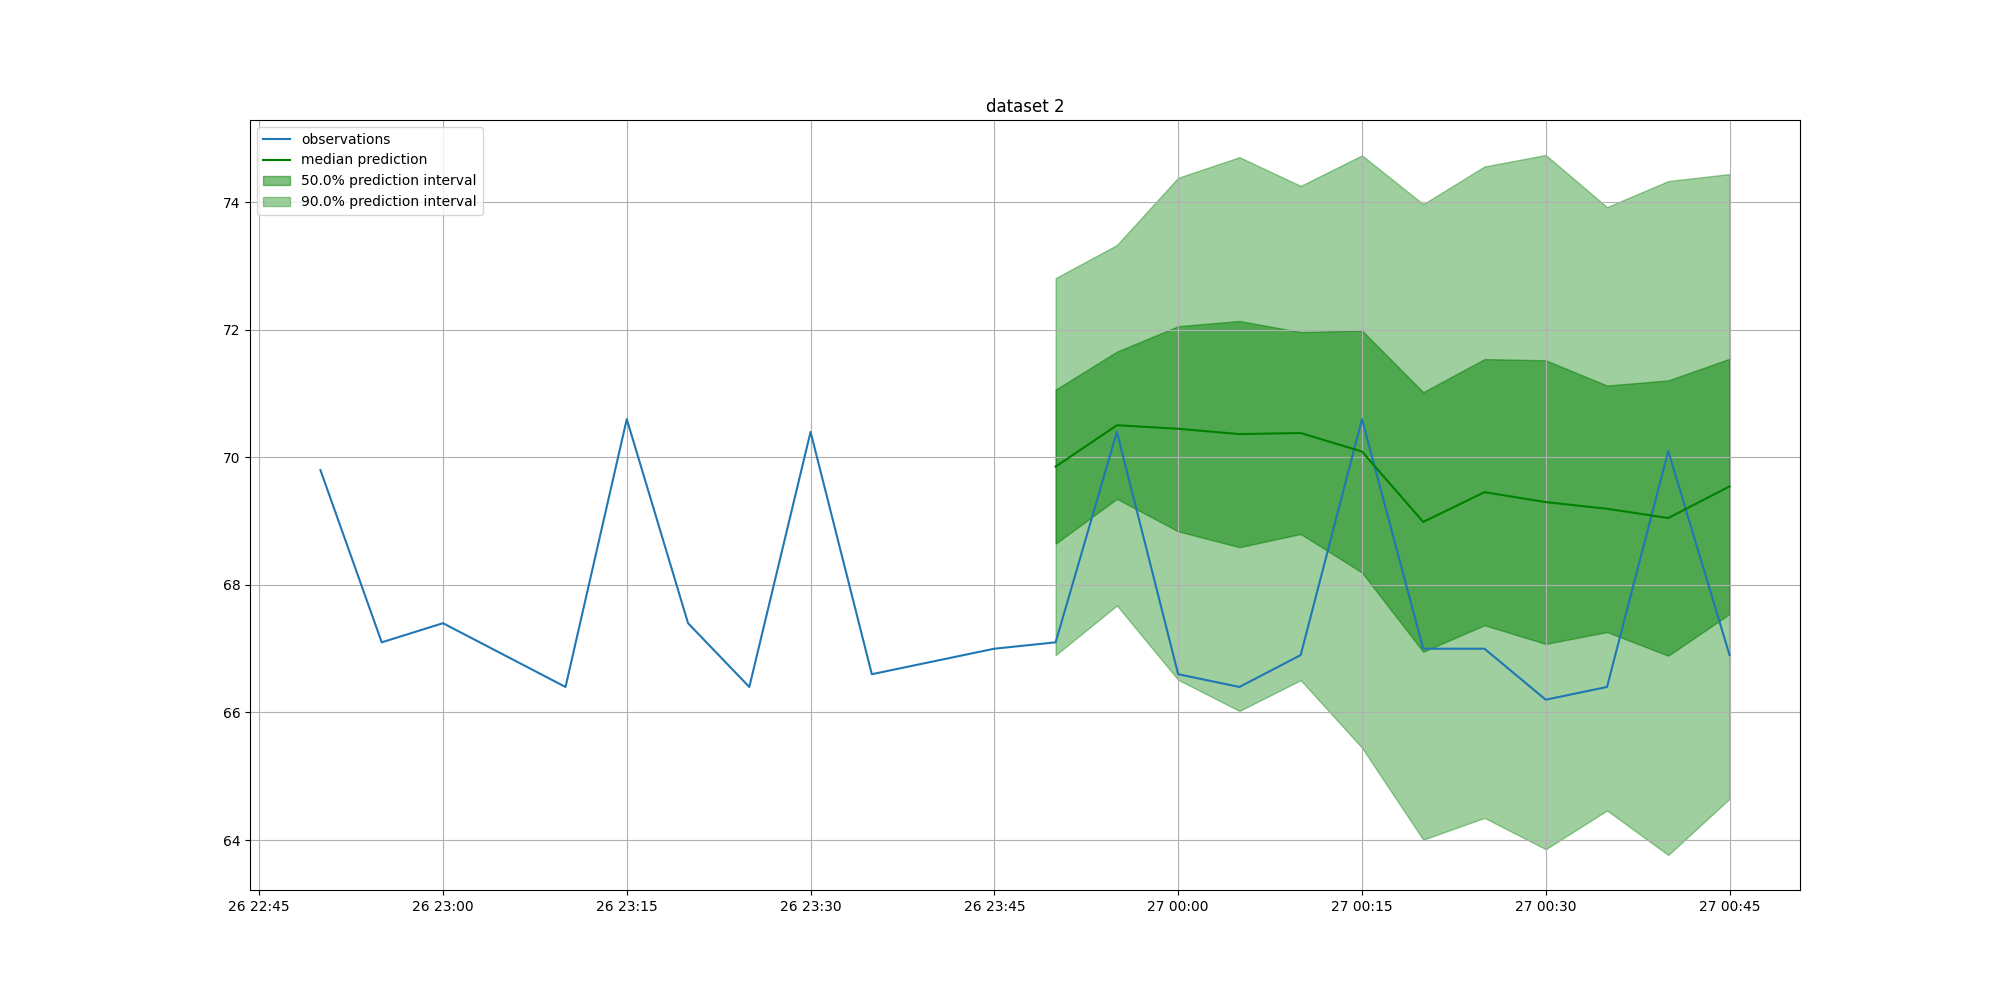 dataset 2
observations
median prediction
50.0% prediction interval
90.0% prediction interval
74
72
70
68
66
64
26 22:45 26 23:00 26 23:15 26 23:30 26 23:45 27 00:00 27 00:15 27 00:30 27 00:45